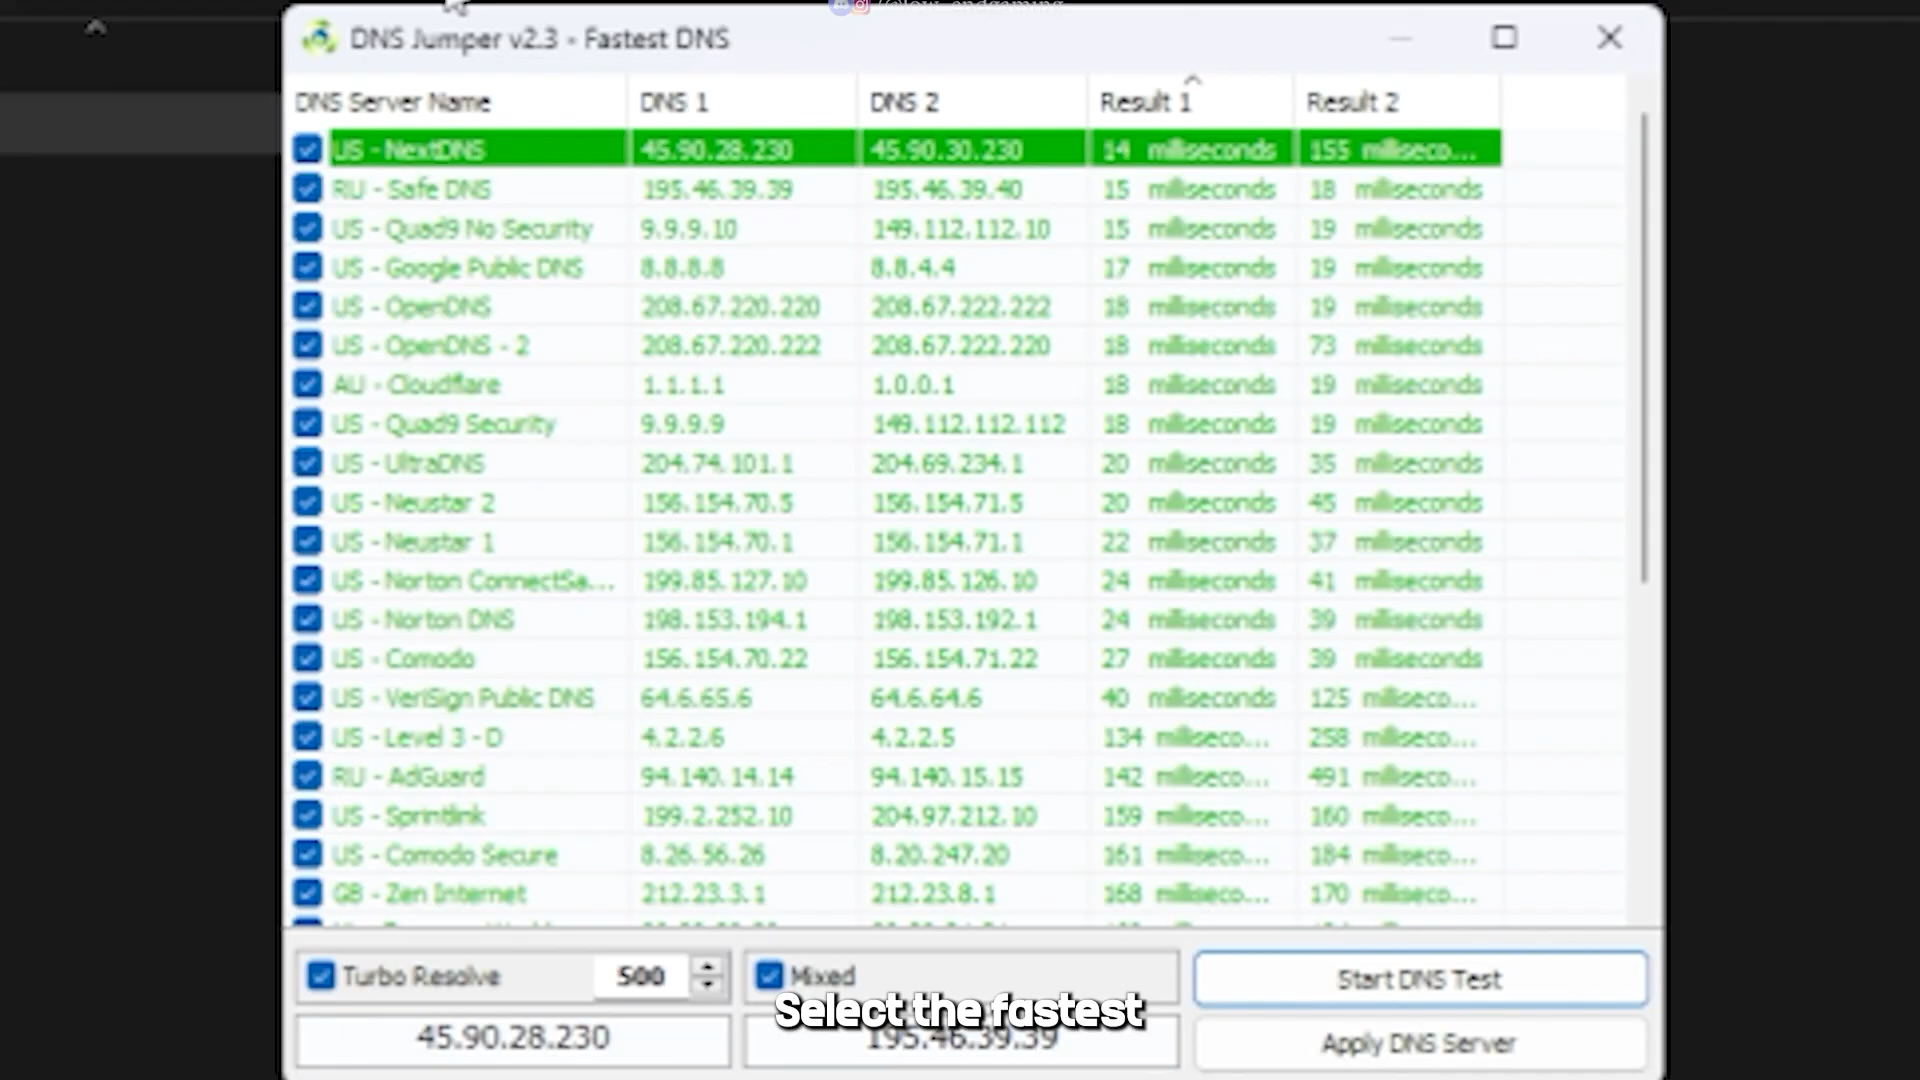 //@low_endgaming
DNS Jumper v2.3 - Fastest DNS
DNS Server Name DNS 1 DNS 2 Result 1 Result 2
US - NextDNS 45.90.28.230 45.90.30.230 14 milliseconds 155 milliseco...
RU - Safe DNS 195.46.39.39 195.46.39.40 15 milliseconds 18 milliseconds
US - Quad9 No Security 9.9.9.10 149.112.112.10 15 milliseconds 19 milliseconds
US - Google Public DNS 8.8.8.8 8.8.4.4 17 milliseconds 19 milliseconds
US - OpenDNS 208.67.220.220 208.67.222.222 18 milliseconds 19 milliseconds
US - OpenDNS - 2 208.67.220.222 208.67.222.220 18 milliseconds 73 milliseconds
AU - Cloudflare 1.1.1.1 1.0.0.1 18 milliseconds 19 milliseconds
US - Quad9 Security 9.9.9.9 149.112.112.112 18 milliseconds 19 milliseconds
US - UltraDNS 204.74.101.1 204.69.234.1 20 milliseconds 35 milliseconds
US - Neustar 2 156.154.70.5 156.154.71.5 20 milliseconds 45 milliseconds
US - Neustar 1 156.154.70.1 156.154.71.1 22 milliseconds 37 milliseconds
US - Norton ConnectSa... 199.85.127.10 199.85.126.10 24 milliseconds 41 milliseconds
US - Norton DNS 198.153.194.1 198.153.192.1 24 milliseconds 39 milliseconds
US - Comodo 156.154.70.22 156.154.71.22 27 milliseconds 39 milliseconds
US - VeriSign Public DNS 64.6.65.6 64.6.64.6 40 milliseconds 125 milliseco...
US - Level 3 - D 4.2.2.6 4.2.2.5 134 milliseco... 258 milliseco...
RU - AdGuard 94.140.14.14 94.140.15.15 142 milliseco... 491 milliseco...
US - Sprintlink 199.2.252.10 204.97.212.10 159 milliseco... 160 milliseco...
US - Comodo Secure 8.26.56.26 8.20.247.20 161 milliseco... 184 milliseco...
GB - Zen Internet 212.23.3.1 212.23.8.1 168 milliseco... 170 milliseco...
Turbo Resolve 500 Mixed Start DNS Test
Select the fastest
45.90.28.230 195.46.39.39 Apply DNS Server